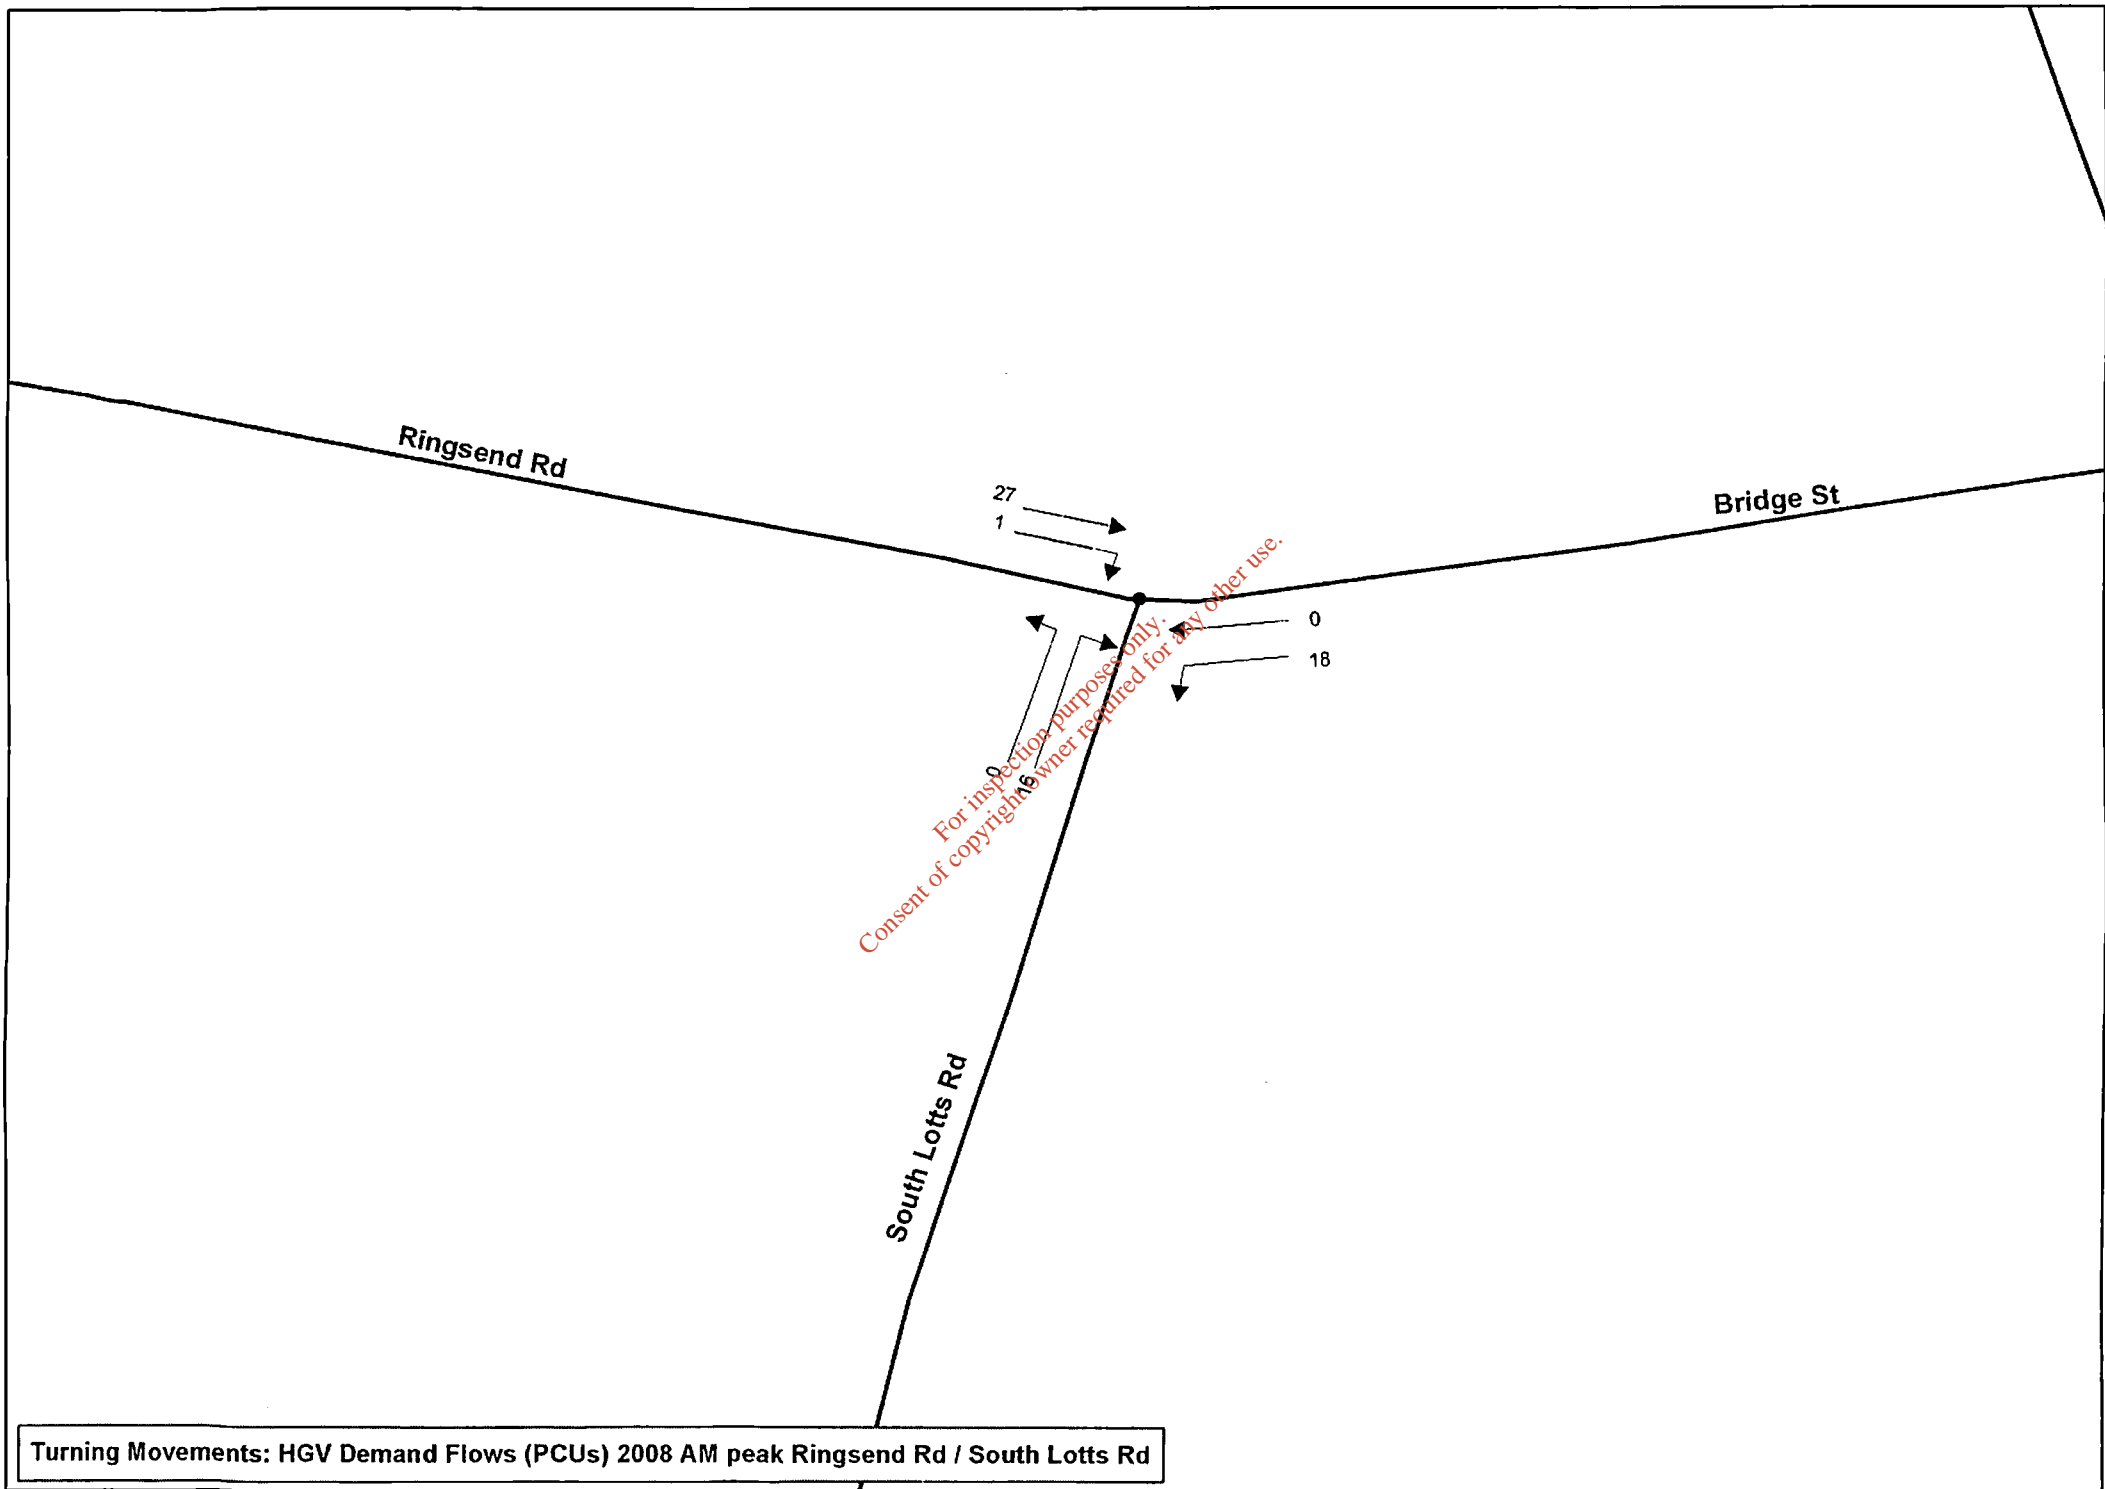 Ringsend Rd
27
1
Bridge St
0
18
0
16
For inspection purposes only.
Consent of copyright owner required for any other use.
South Lotts Rd
Turning Movements: HGV Demand Flows (PCUs) 2008 AM peak Ringsend Rd / South Lotts Rd